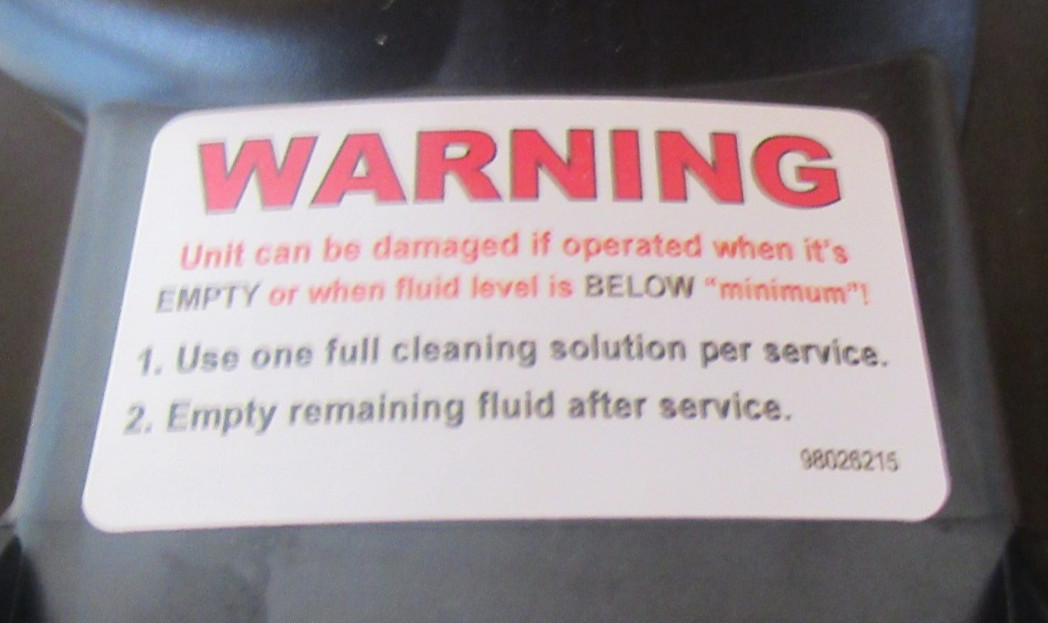 WARNING
Unit can be damaged if operated when it's
EMPTY or when fluid level is BELOW "minimum"!
1. Use one full cleaning solution per service.
2. Empty remaining fluid after service.
98026215